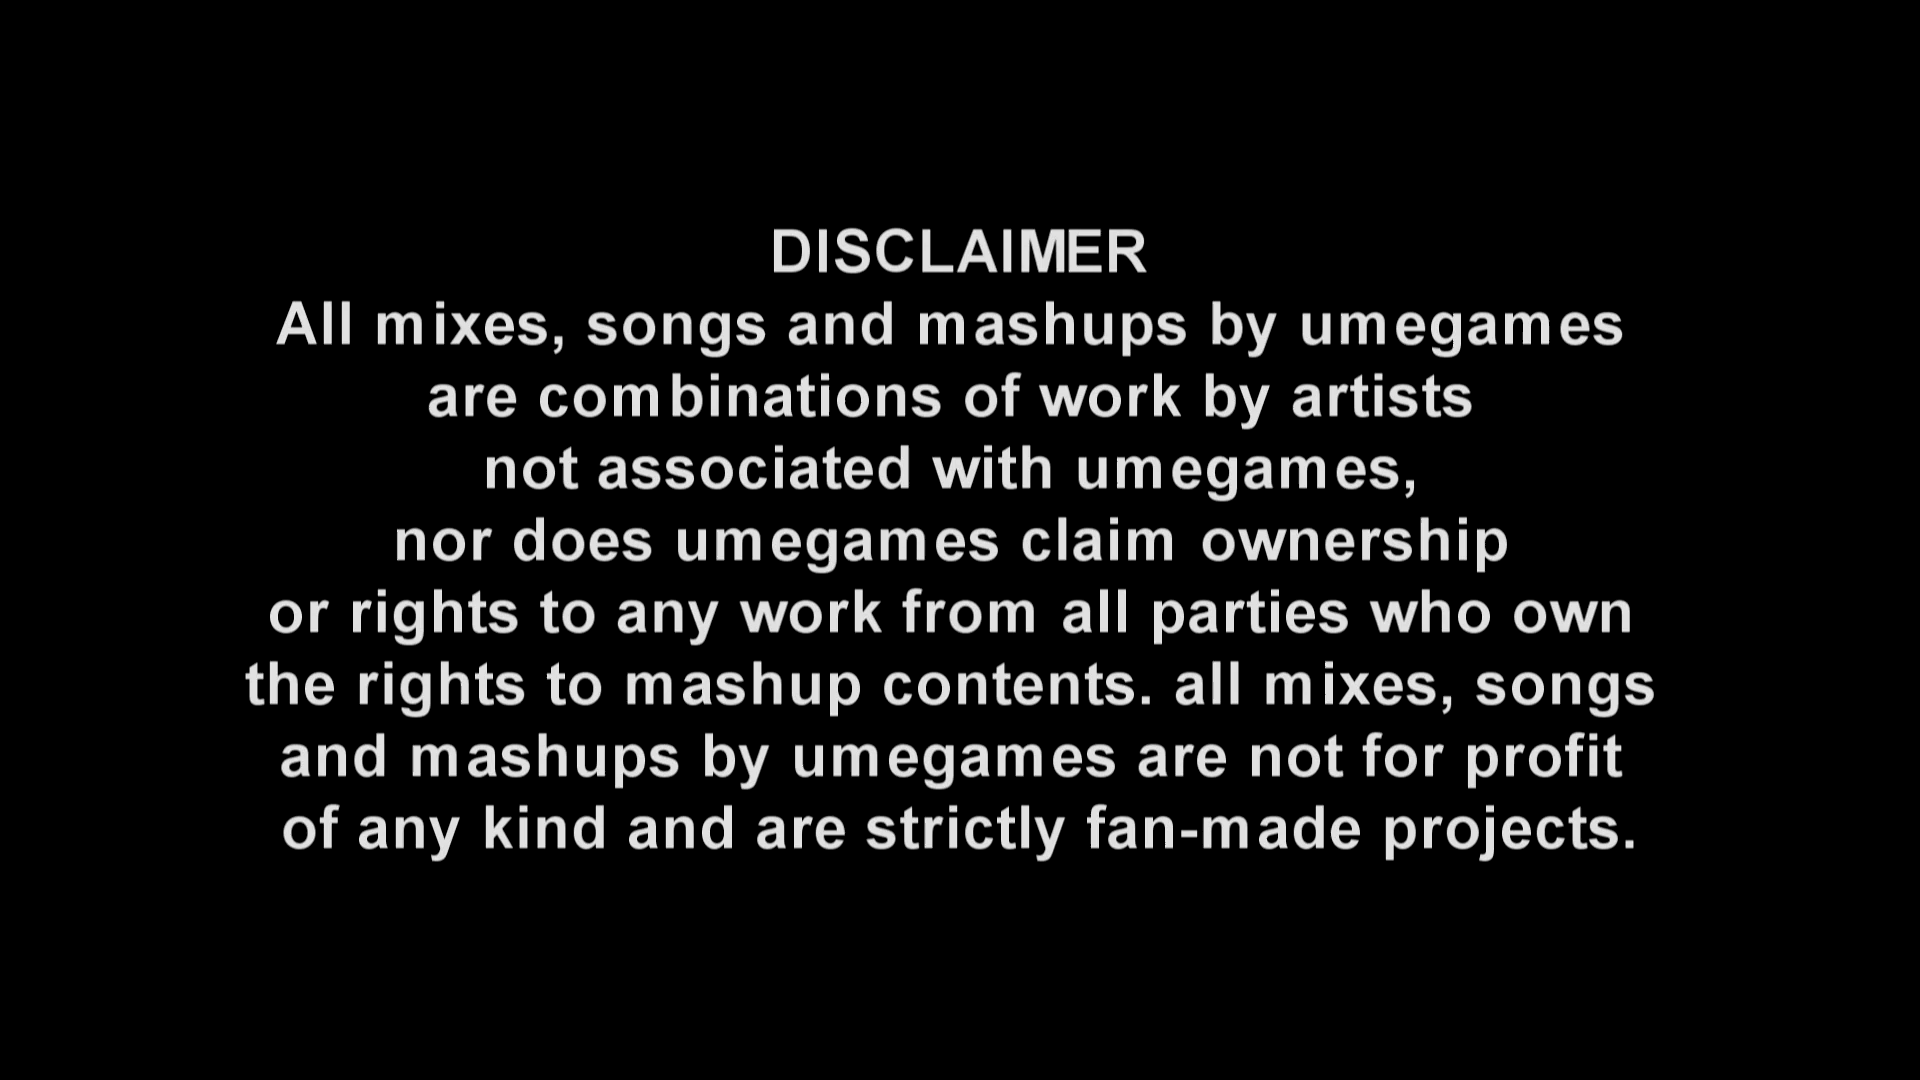 DISCLAIMER
All mixes, songs and mashups by umegames
are combinations of work by artists
not associated with umegames,
nor does umegames claim ownership
or rights to any work from all parties who own
the rights to mashup contents. all mixes, songs
and mashups by umegames are not for profit
of any kind and are strictly fan-made projects.